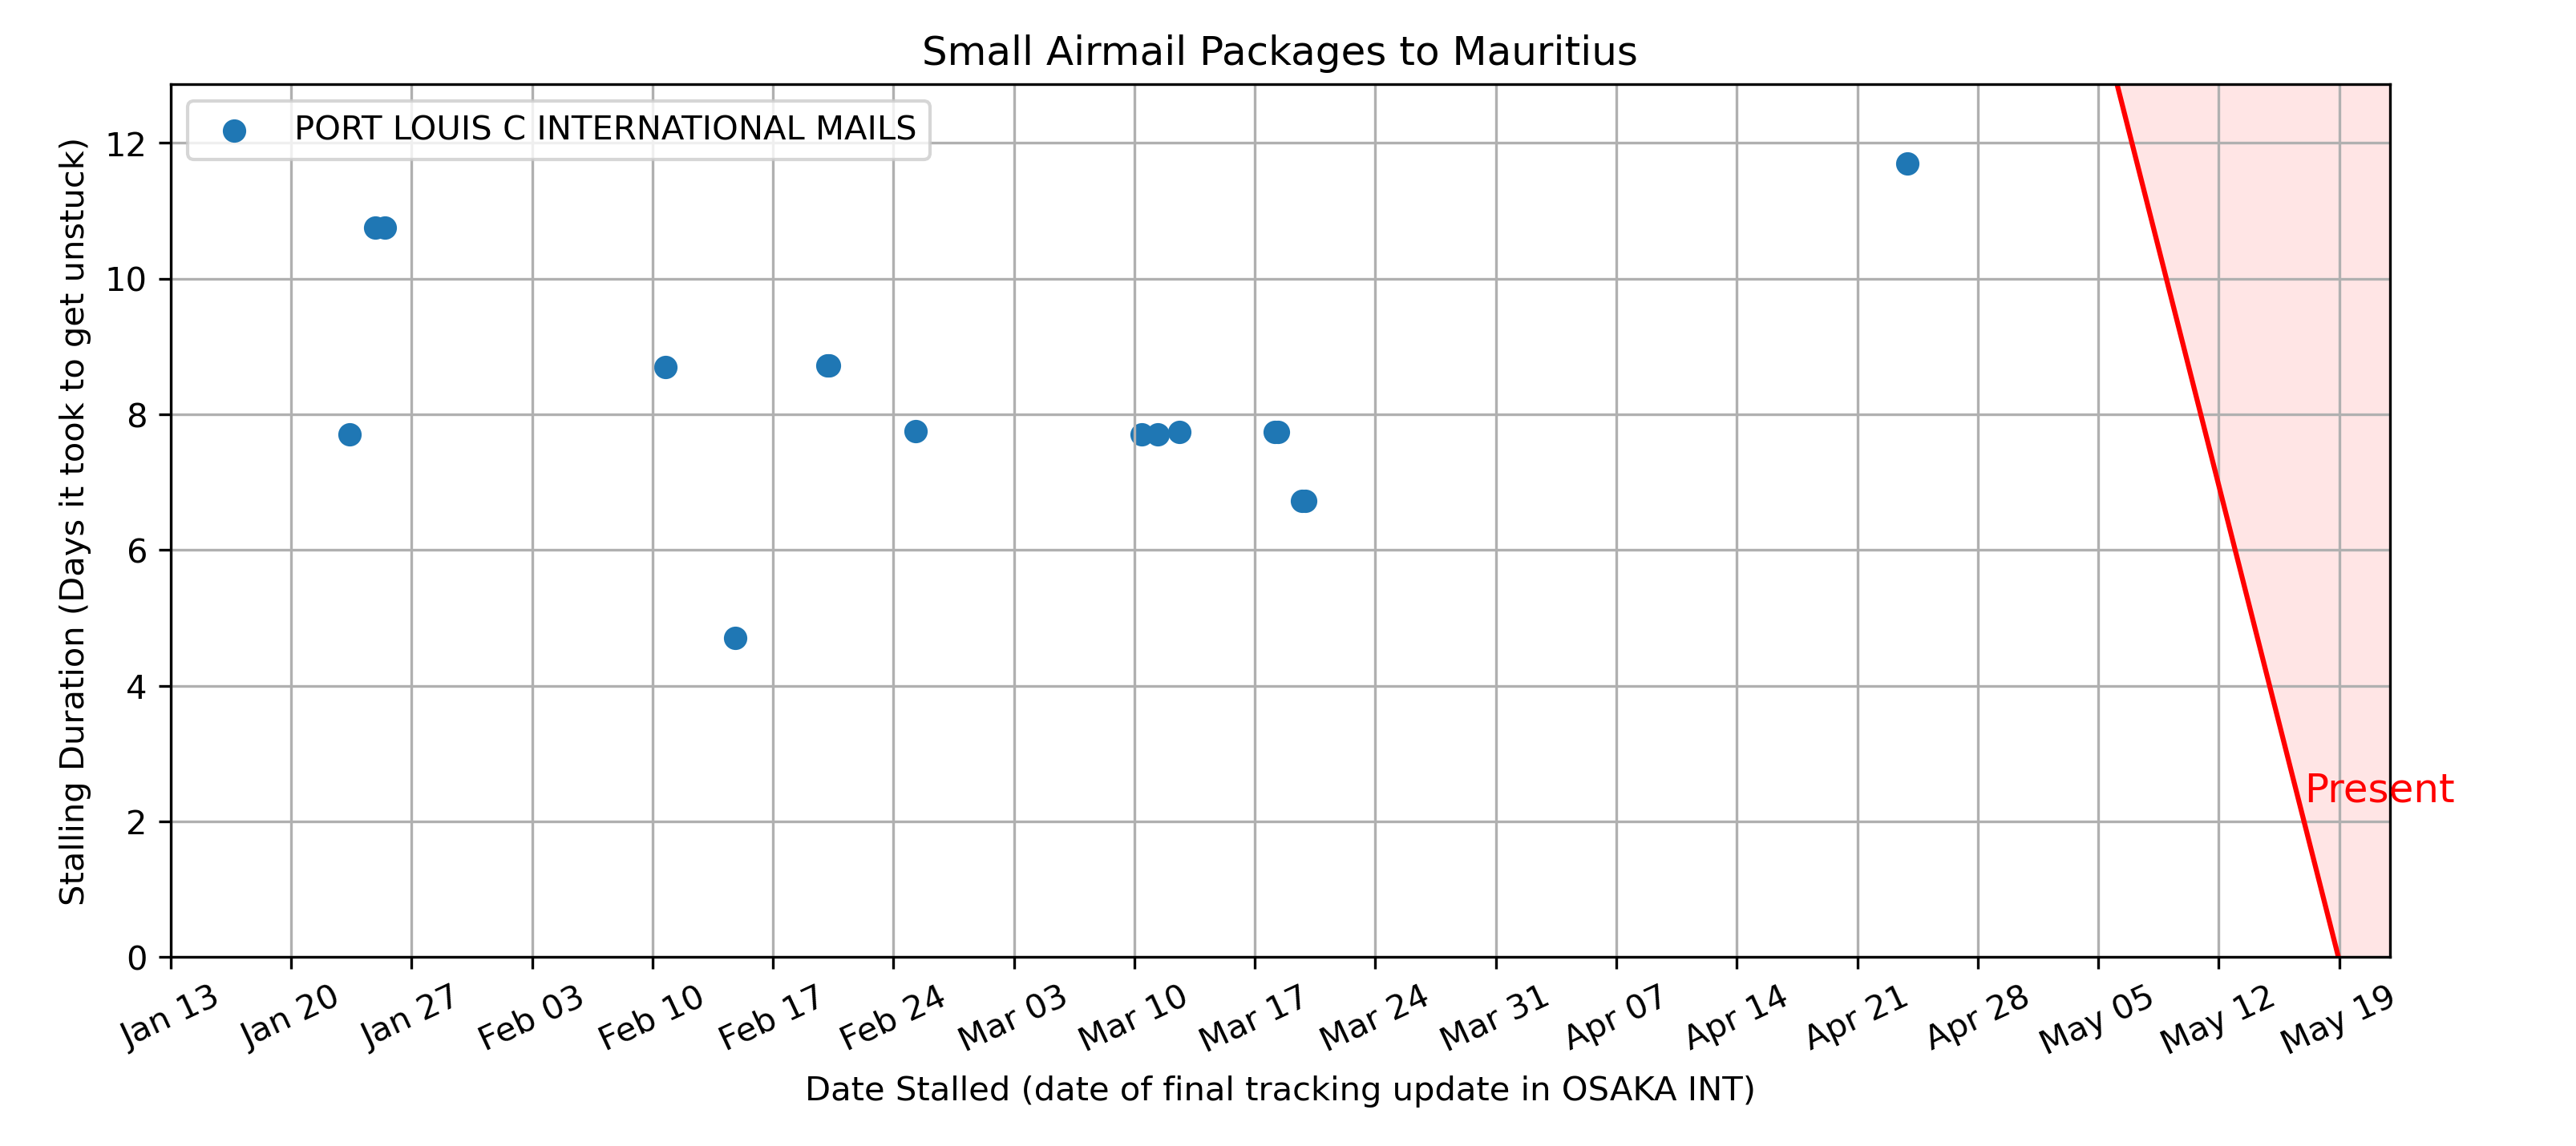 Small Airmail Packages to Mauritius
PORT LOUIS C INTERNATIONAL MAILS
Stalling Duration (Days it took to get unstuck)
12
10
8
6
4
2
0
Present
Jan 13
Jan 20
Jan 27
Feb 03
Feb 10
Feb 17
Feb 24
Mar 03
Mar 10
Mar 17
Mar 24
Mar 31
Apr 07
Apr 14
Apr 21
Apr 28
May 05
May 12
May 19
Date Stalled (date of final tracking update in OSAKA INT)